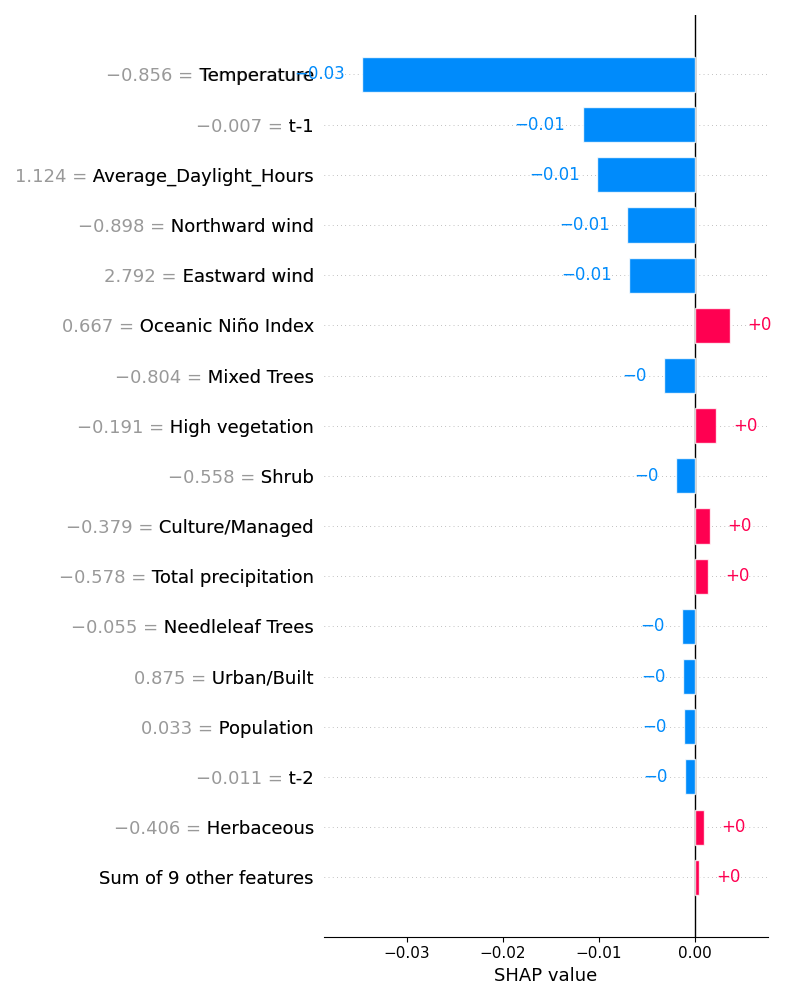 −0.856 = Temperature −0.03
−0.007 = t-1 −0.01
1.124 = Average_Daylight_Hours −0.01
−0.898 = Northward wind −0.01
2.792 = Eastward wind −0.01
0.667 = Oceanic Niño Index +0
−0.804 = Mixed Trees −0
−0.191 = High vegetation +0
−0.558 = Shrub −0
−0.379 = Culture/Managed +0
−0.578 = Total precipitation +0
−0.055 = Needleleaf Trees −0
0.875 = Urban/Built −0
0.033 = Population −0
−0.011 = t-2 −0
−0.406 = Herbaceous +0
Sum of 9 other features +0
−0.03 −0.02 −0.01 0.00
SHAP value